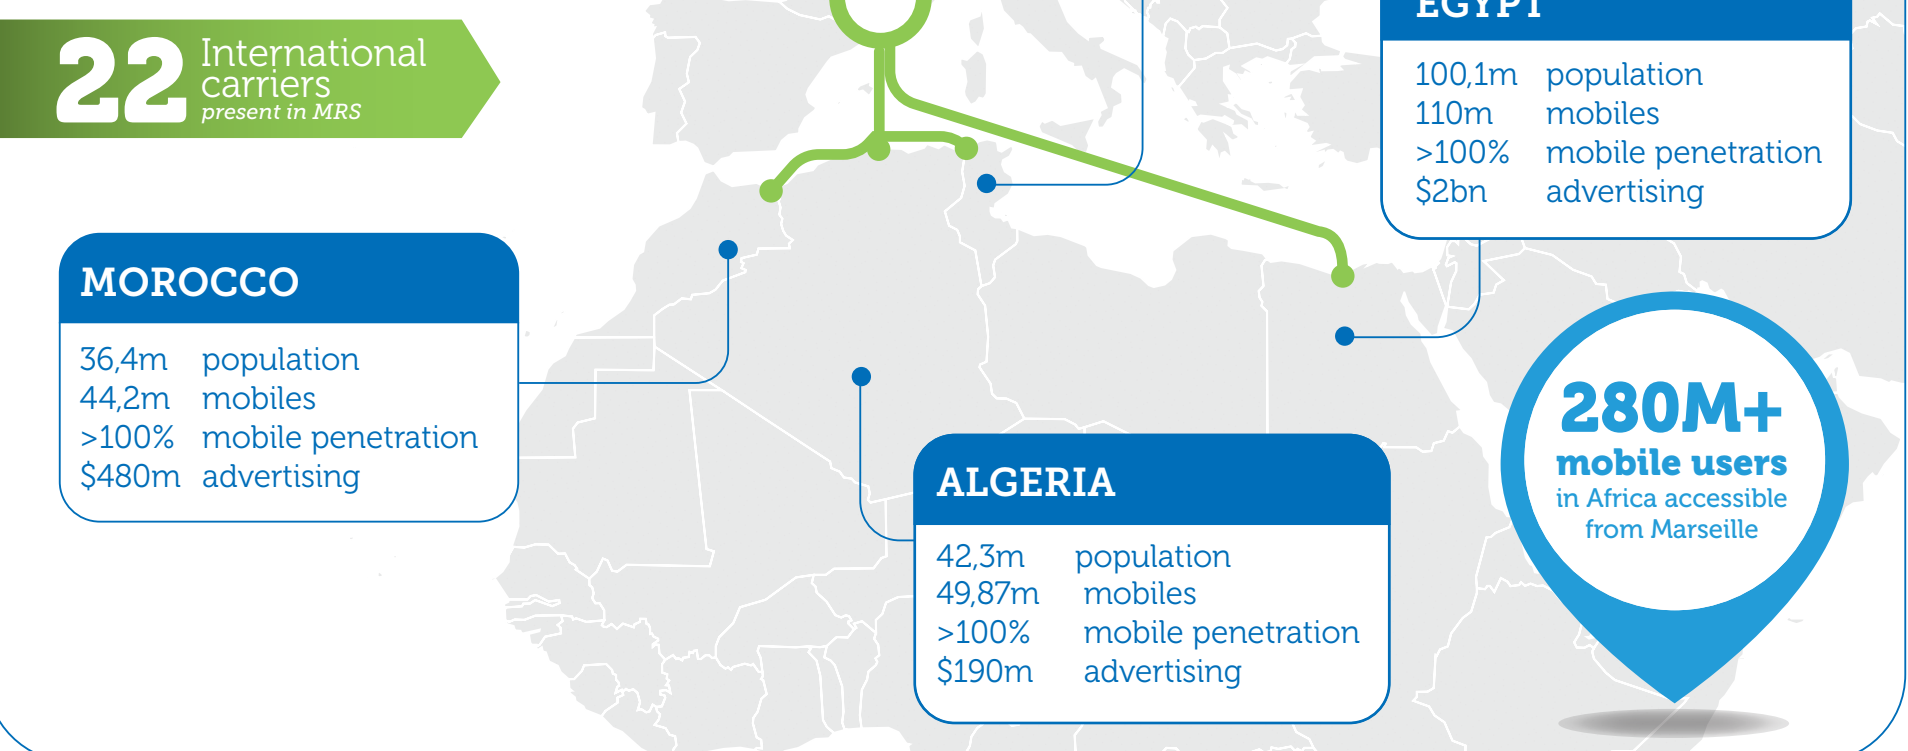 22 International
carriers
present in MRS
EGYPT
100,1m population
110m mobiles
>100% mobile penetration
$2bn advertising
MOROCCO
36,4m population
44,2m mobiles
>100% mobile penetration
$480m advertising
ALGERIA
42,3m population
49,87m mobiles
>100% mobile penetration
$190m advertising
280M+
mobile users
in Africa accessible
from Marseille